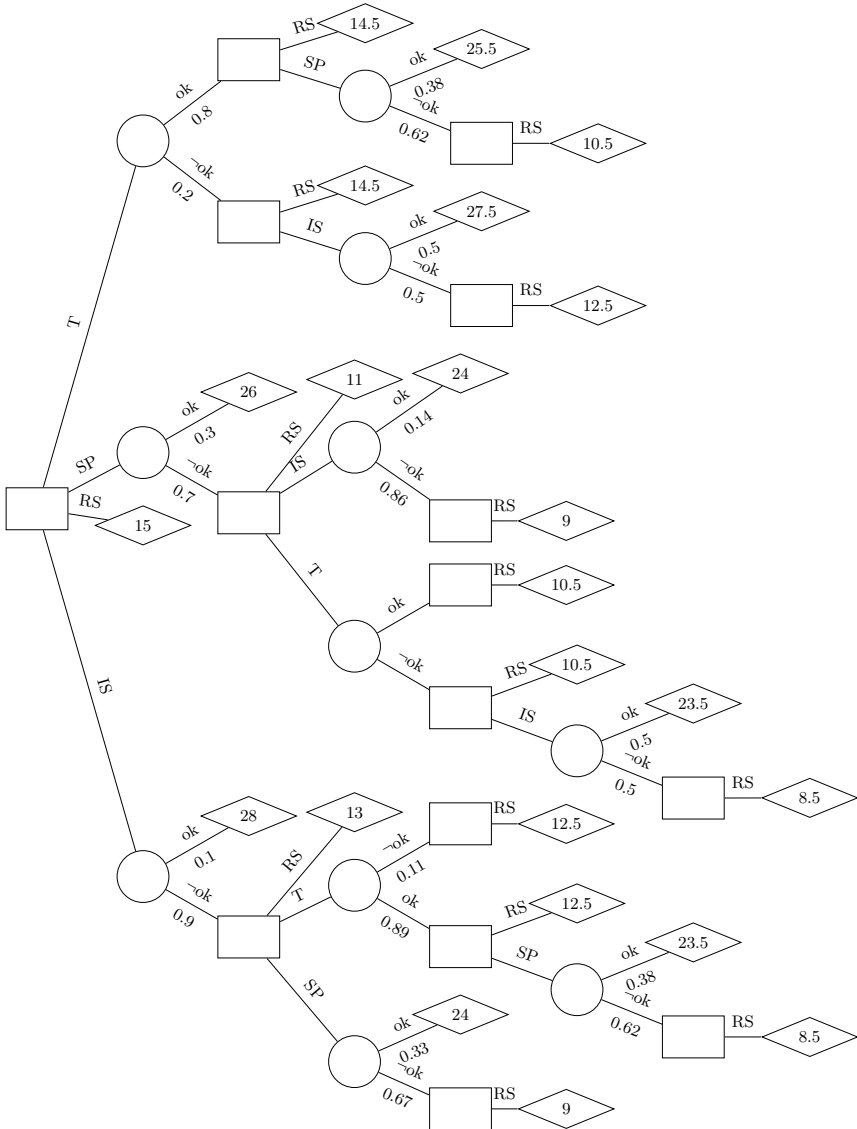 RS
14.5
ok
SP
ok
25.5
0.8
0.38
¬ok
0.62
RS
10.5
¬ok
0.2
RS
14.5
IS
ok
27.5
0.5
¬ok
0.5
RS
12.5
T
SP
ok
26
0.3
¬ok
0.7
RS
11
IS
ok
24
0.14
¬ok
0.86
RS
9
RS
15
T
ok
RS
10.5
¬ok
RS
10.5
IS
ok
23.5
0.5
¬ok
0.5
RS
8.5
IS
ok
28
0.1
¬ok
0.9
RS
13
T
¬ok
0.11
RS
12.5
ok
0.89
RS
12.5
SP
ok
23.5
0.38
¬ok
0.62
RS
8.5
SP
ok
24
0.33
¬ok
0.67
RS
9